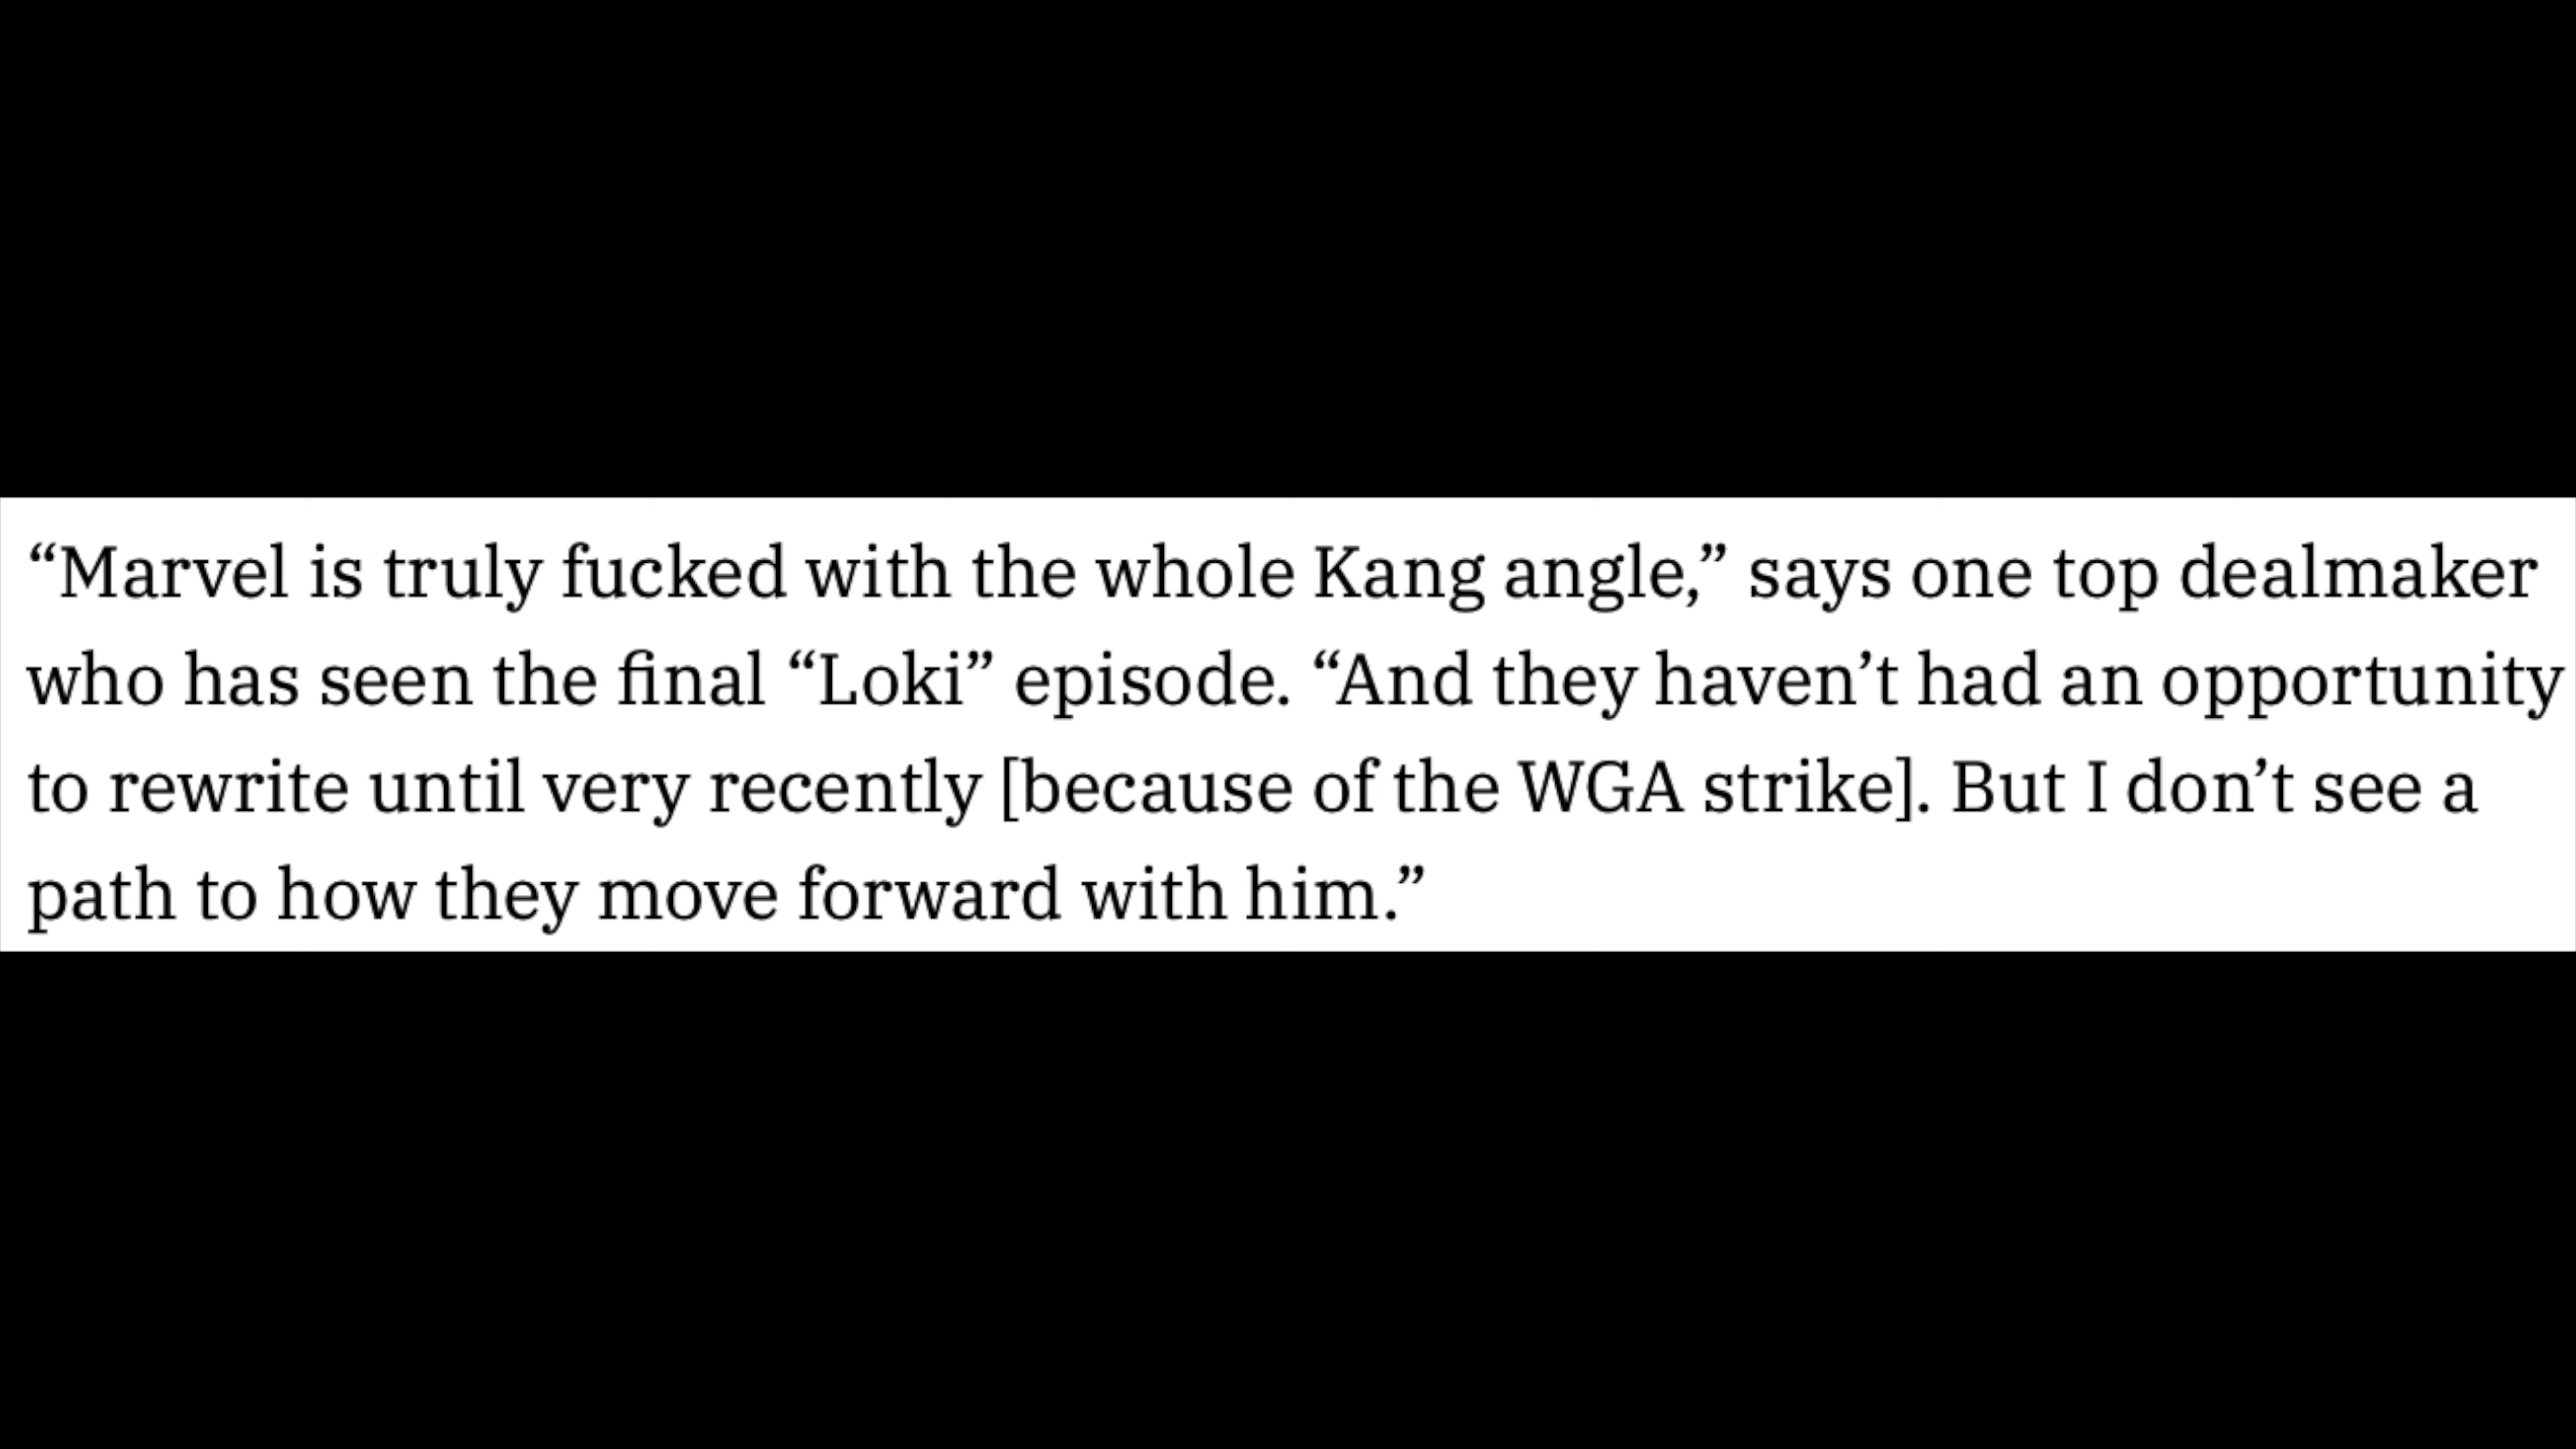 “Marvel is truly fucked with the whole Kang angle,” says one top dealmaker
who has seen the final “Loki” episode. “And they haven’t had an opportunity
to rewrite until very recently [because of the WGA strike]. But I don’t see a
path to how they move forward with him.”